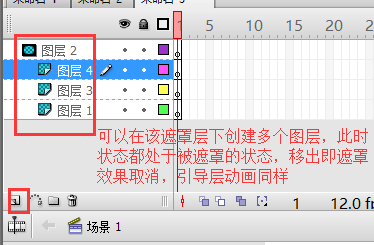 未命名-1 未命名-2 未命名-3
1
图层 2
图层 4
图层 3
图层 1
可以在该遮罩层下创建多个图层，此时
状态都处于被遮罩的状态，移出即遮罩
效果取消，引导层动画同样
1 12.0 f
场景 1